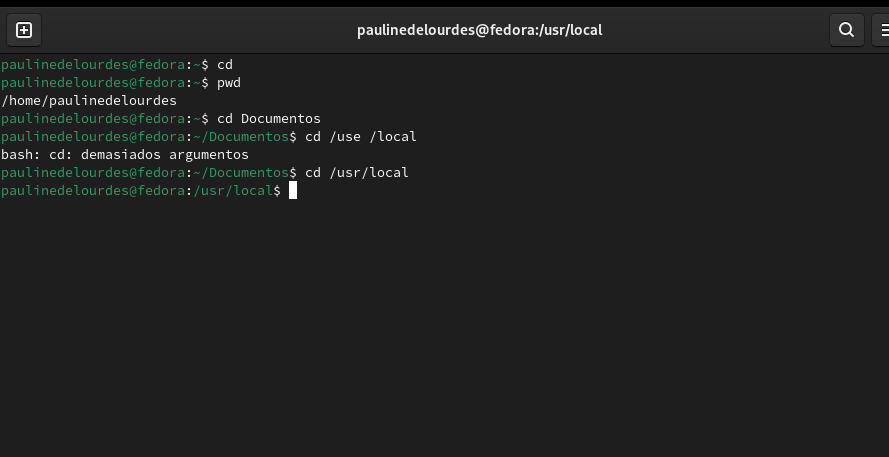 paulinedelourdes@fedora:/usr/local
paulinedelourdes@fedora:~$ cd
paulinedelourdes@fedora:~$ pwd
/home/paulinedelourdes
paulinedelourdes@fedora:~$ cd Documentos
paulinedelourdes@fedora:~/Documentos$ cd /use /local
bash: cd: demasiados argumentos
paulinedelourdes@fedora:~/Documentos$ cd /usr/local
paulinedelourdes@fedora:/usr/local$